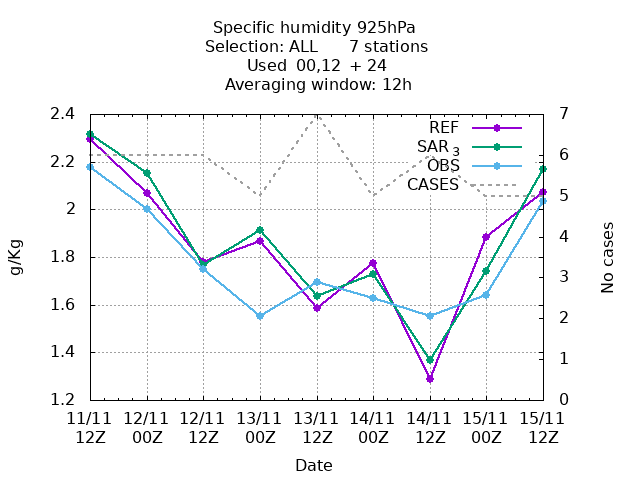 Specific humidity 925hPa
Selection: ALL 7 stations
Used 00,12 + 24
Averaging window: 12h
2.4
2.2
2
1.8
1.6
1.4
1.2
g/Kg
7
6
5
4
3
2
1
0
No cases
REF
SAR 3
OBS
CASES
11/11 12/11 12/11 13/11 13/11 14/11 14/11 15/11 15/11
12Z 00Z 12Z 00Z 12Z 00Z 12Z 00Z 12Z
Date